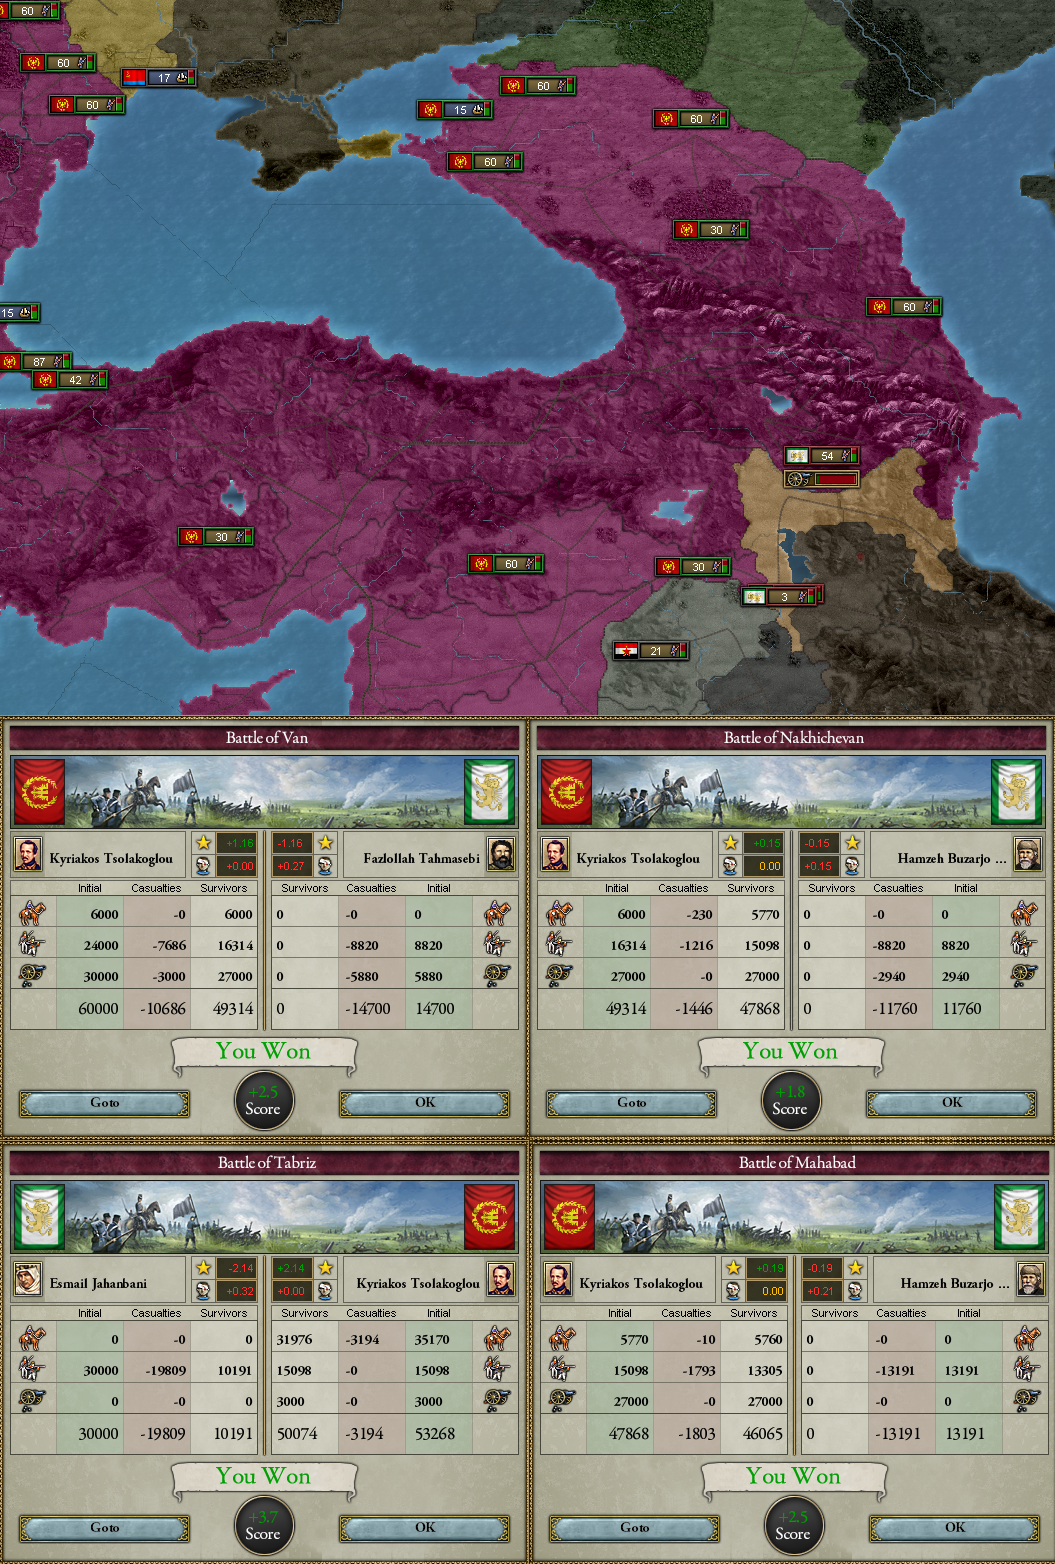 60
60
17
60
60
15
60
60
30
60
15
87
42
54
30
60
30
3
21
Battle of Van
Kyriakos Tsolakoglou +1.16 -1.16 Fazlollah Tahmasebi
+0.00 +0.27
Initial Casualties Survivors Survivors Casualties Initial
6000 -0 6000 0 -0 0
24000 -7686 16314 0 -8820 8820
30000 -3000 27000 0 -5880 5880
60000 -10686 49314 0 -14700 14700
You Won
Goto +2.5 Score OK
Battle of Nakhichevan
Kyriakos Tsolakoglou +0.15 -0.15 Hamzeh Buzarjo ...
0.00 +0.15
Initial Casualties Survivors Survivors Casualties Initial
6000 -230 5770 0 -0 0
16314 -1216 15098 0 -8820 8820
27000 -0 27000 0 -2940 2940
49314 -1446 47868 0 -11760 11760
You Won
Goto +1.8 Score OK
Battle of Tabriz
Esmail Jahanbani -2.14 +2.14 Kyriakos Tsolakoglou
+0.32 +0.00
Initial Casualties Survivors Survivors Casualties Initial
0 -0 0 31976 -3194 35170
30000 -19809 10191 15098 -0 15098
0 -0 0 3000 -0 3000
30000 -19809 10191 50074 -3194 53268
You Won
Goto +3.7 Score OK
Battle of Mahabad
Kyriakos Tsolakoglou +0.19 -0.19 Hamzeh Buzarjo ...
0.00 +0.21
Initial Casualties Survivors Survivors Casualties Initial
5770 -10 5760 0 -0 0
15098 -1793 13305 0 -13191 13191
27000 -0 27000 0 -0 0
47868 -1803 46065 0 -13191 13191
You Won
Goto +2.5 Score OK